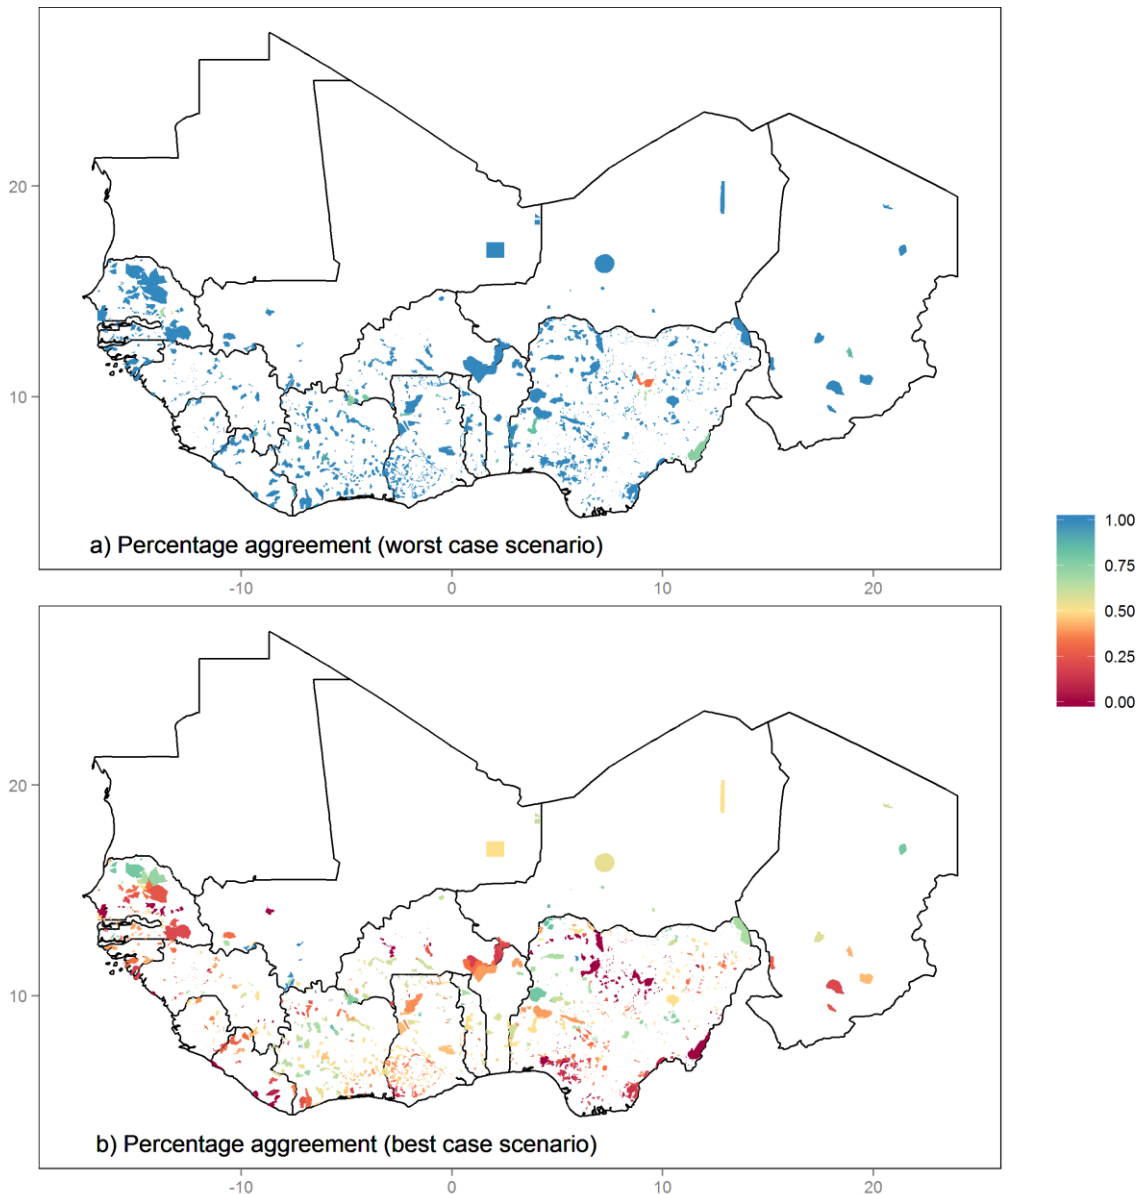 20
10
a) Percentage aggreement (worst case scenario)
-10 0 10 20
1.00
0.75
0.50
0.25
0.00
20
10
b) Percentage aggreement (best case scenario)
-10 0 10 20